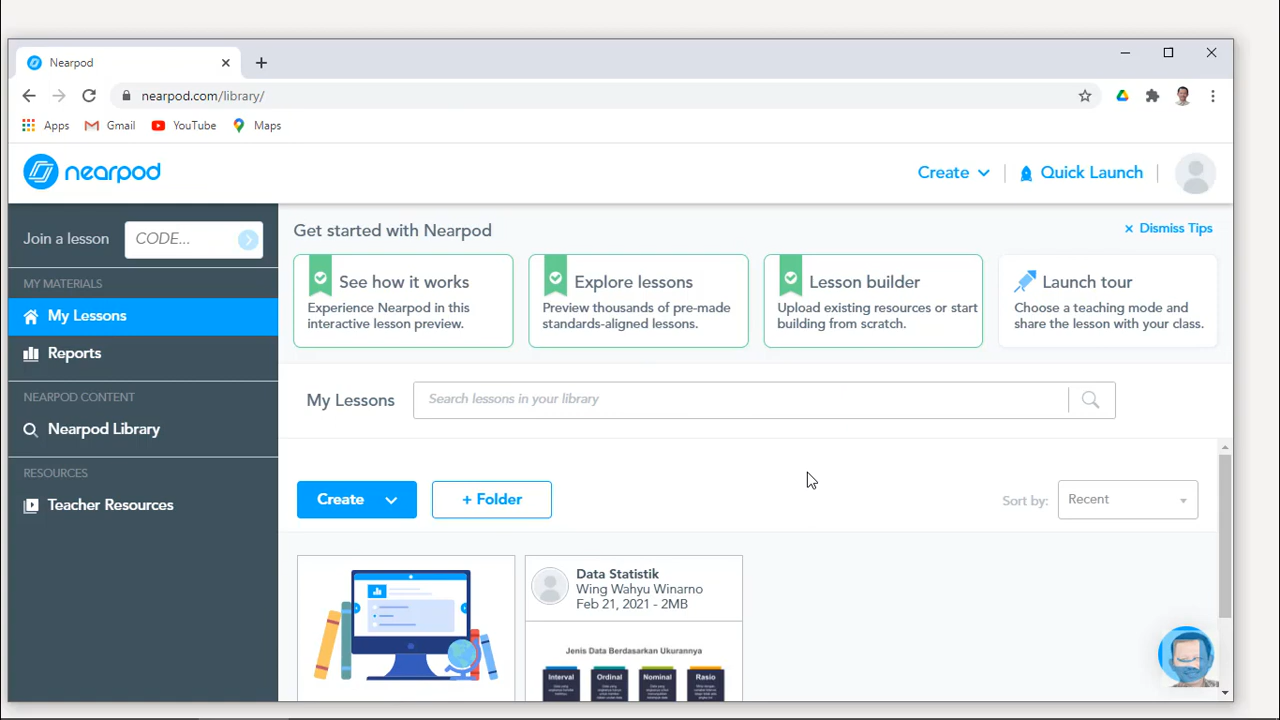 Nearpod
nearpod.com/library/
Apps Gmail YouTube Maps
nearpod
Create Quick Launch
Join a lesson CODE...
MY MATERIALS
My Lessons
Reports
NEARPOD CONTENT
Nearpod Library
RESOURCES
Teacher Resources
Get started with Nearpod
× Dismiss Tips
See how it works
Experience Nearpod in this
interactive lesson preview.
Explore lessons
Preview thousands of pre-made
standards-aligned lessons.
Lesson builder
Upload existing resources or start
building from scratch.
Launch tour
Choose a teaching mode and
share the lesson with your class.
My Lessons Search lessons in your library
Create + Folder Sort by: Recent
Data Statistik
Wing Wahyu Winarno
Feb 21, 2021 - 2MB
Jenis Data Berdasarkan Ukurannya
Interval Ordinal Nominal Rasio